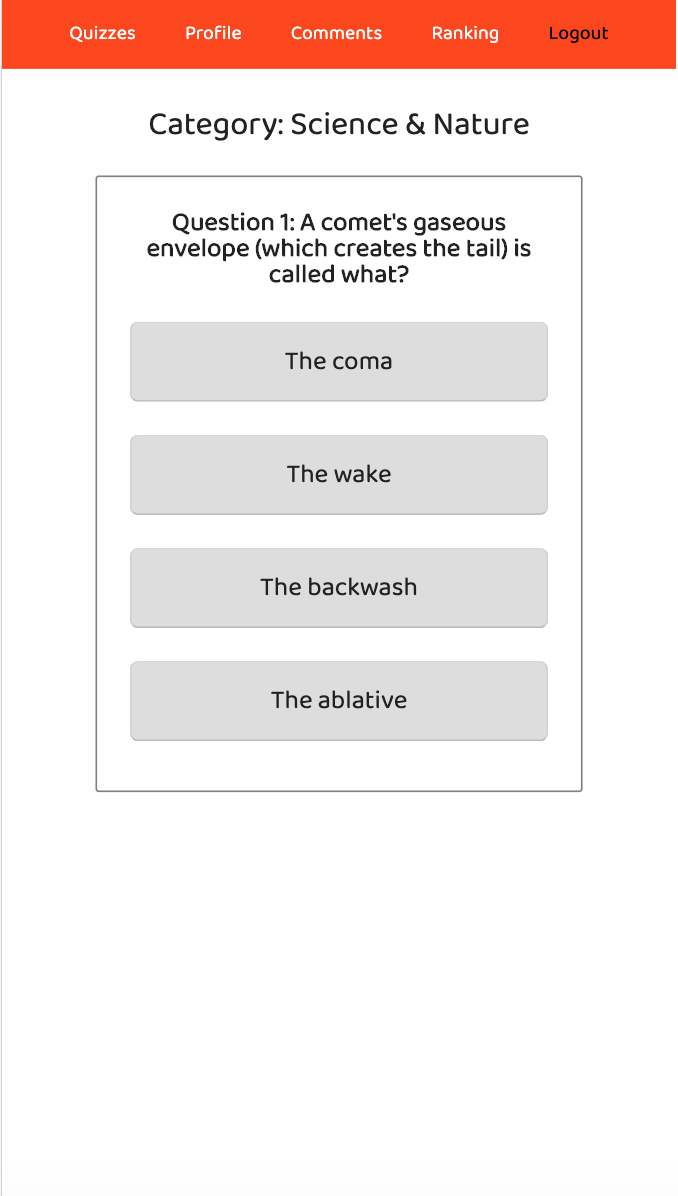 Quizzes Profile Comments Ranking Logout
Category: Science & Nature
Question 1: A comet's gaseous
envelope (which creates the tail) is
called what?
The coma
The wake
The backwash
The ablative